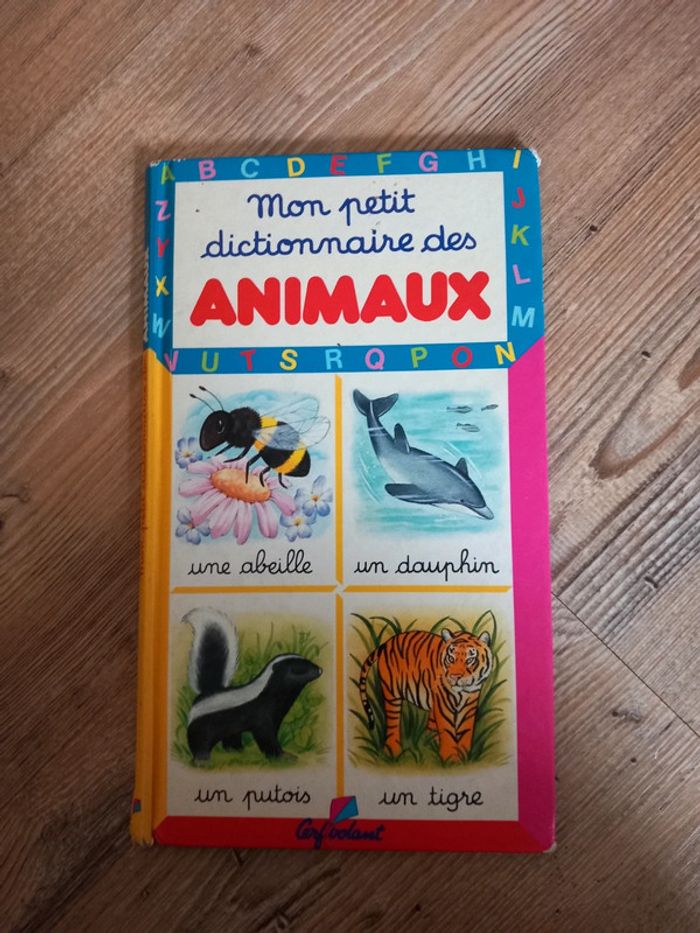 A B C D E F G H I
Mon petit
dictionnaire des
ANIMAUX
J
K
L
M
Z
Y
X
W
V U T S R Q P O N
une abeille
un dauphin
un putois
un tigre
Cerf volant